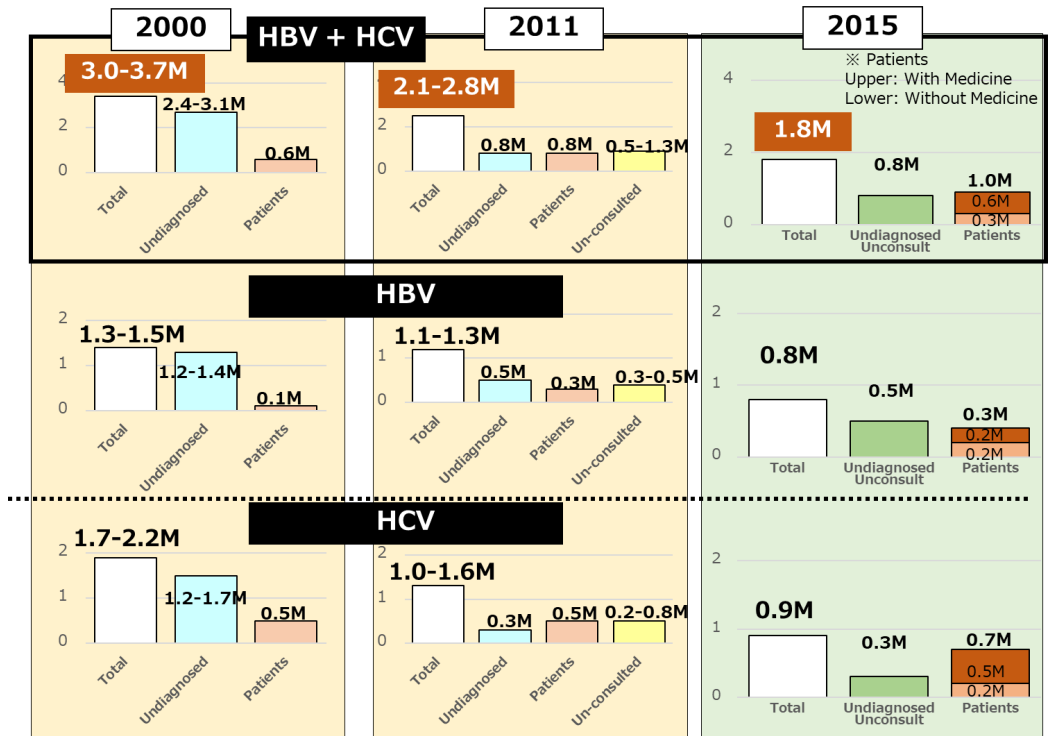 2000
HBV + HCV
2011
2015
3.0-3.7M
4
2
0
2.4-3.1M
0.6M
Total
Undiagnosed
Patients
2.1-2.8M
4
2
0
0.8M
0.8M
0.5-1.3M
Total
Undiagnosed
Patients
Un-consulted
※ Patients
Upper: With Medicine
Lower: Without Medicine
4
2
0
1.8M
0.8M
1.0M
0.6M
0.3M
Total
Undiagnosed
Unconsult
Patients
HBV
2
1
0
1.3-1.5M
1.2-1.4M
0.1M
Total
Undiagnosed
Patients
1.1-1.3M
1
0
0.5M
0.3M
0.3-0.5M
Total
Undiagnosed
Patients
Un-consulted
2
1
0
0.8M
0.5M
0.3M
0.2M
0.2M
Total
Undiagnosed
Unconsult
Patients
HCV
1.7-2.2M
2
1
0
1.2-1.7M
0.5M
Total
Undiagnosed
Patients
1.0-1.6M
1
0
0.3M
0.5M
0.2-0.8M
Total
Undiagnosed
Patients
Un-consulted
2
1
0
0.9M
0.3M
0.7M
0.5M
0.2M
Total
Undiagnosed
Unconsult
Patients